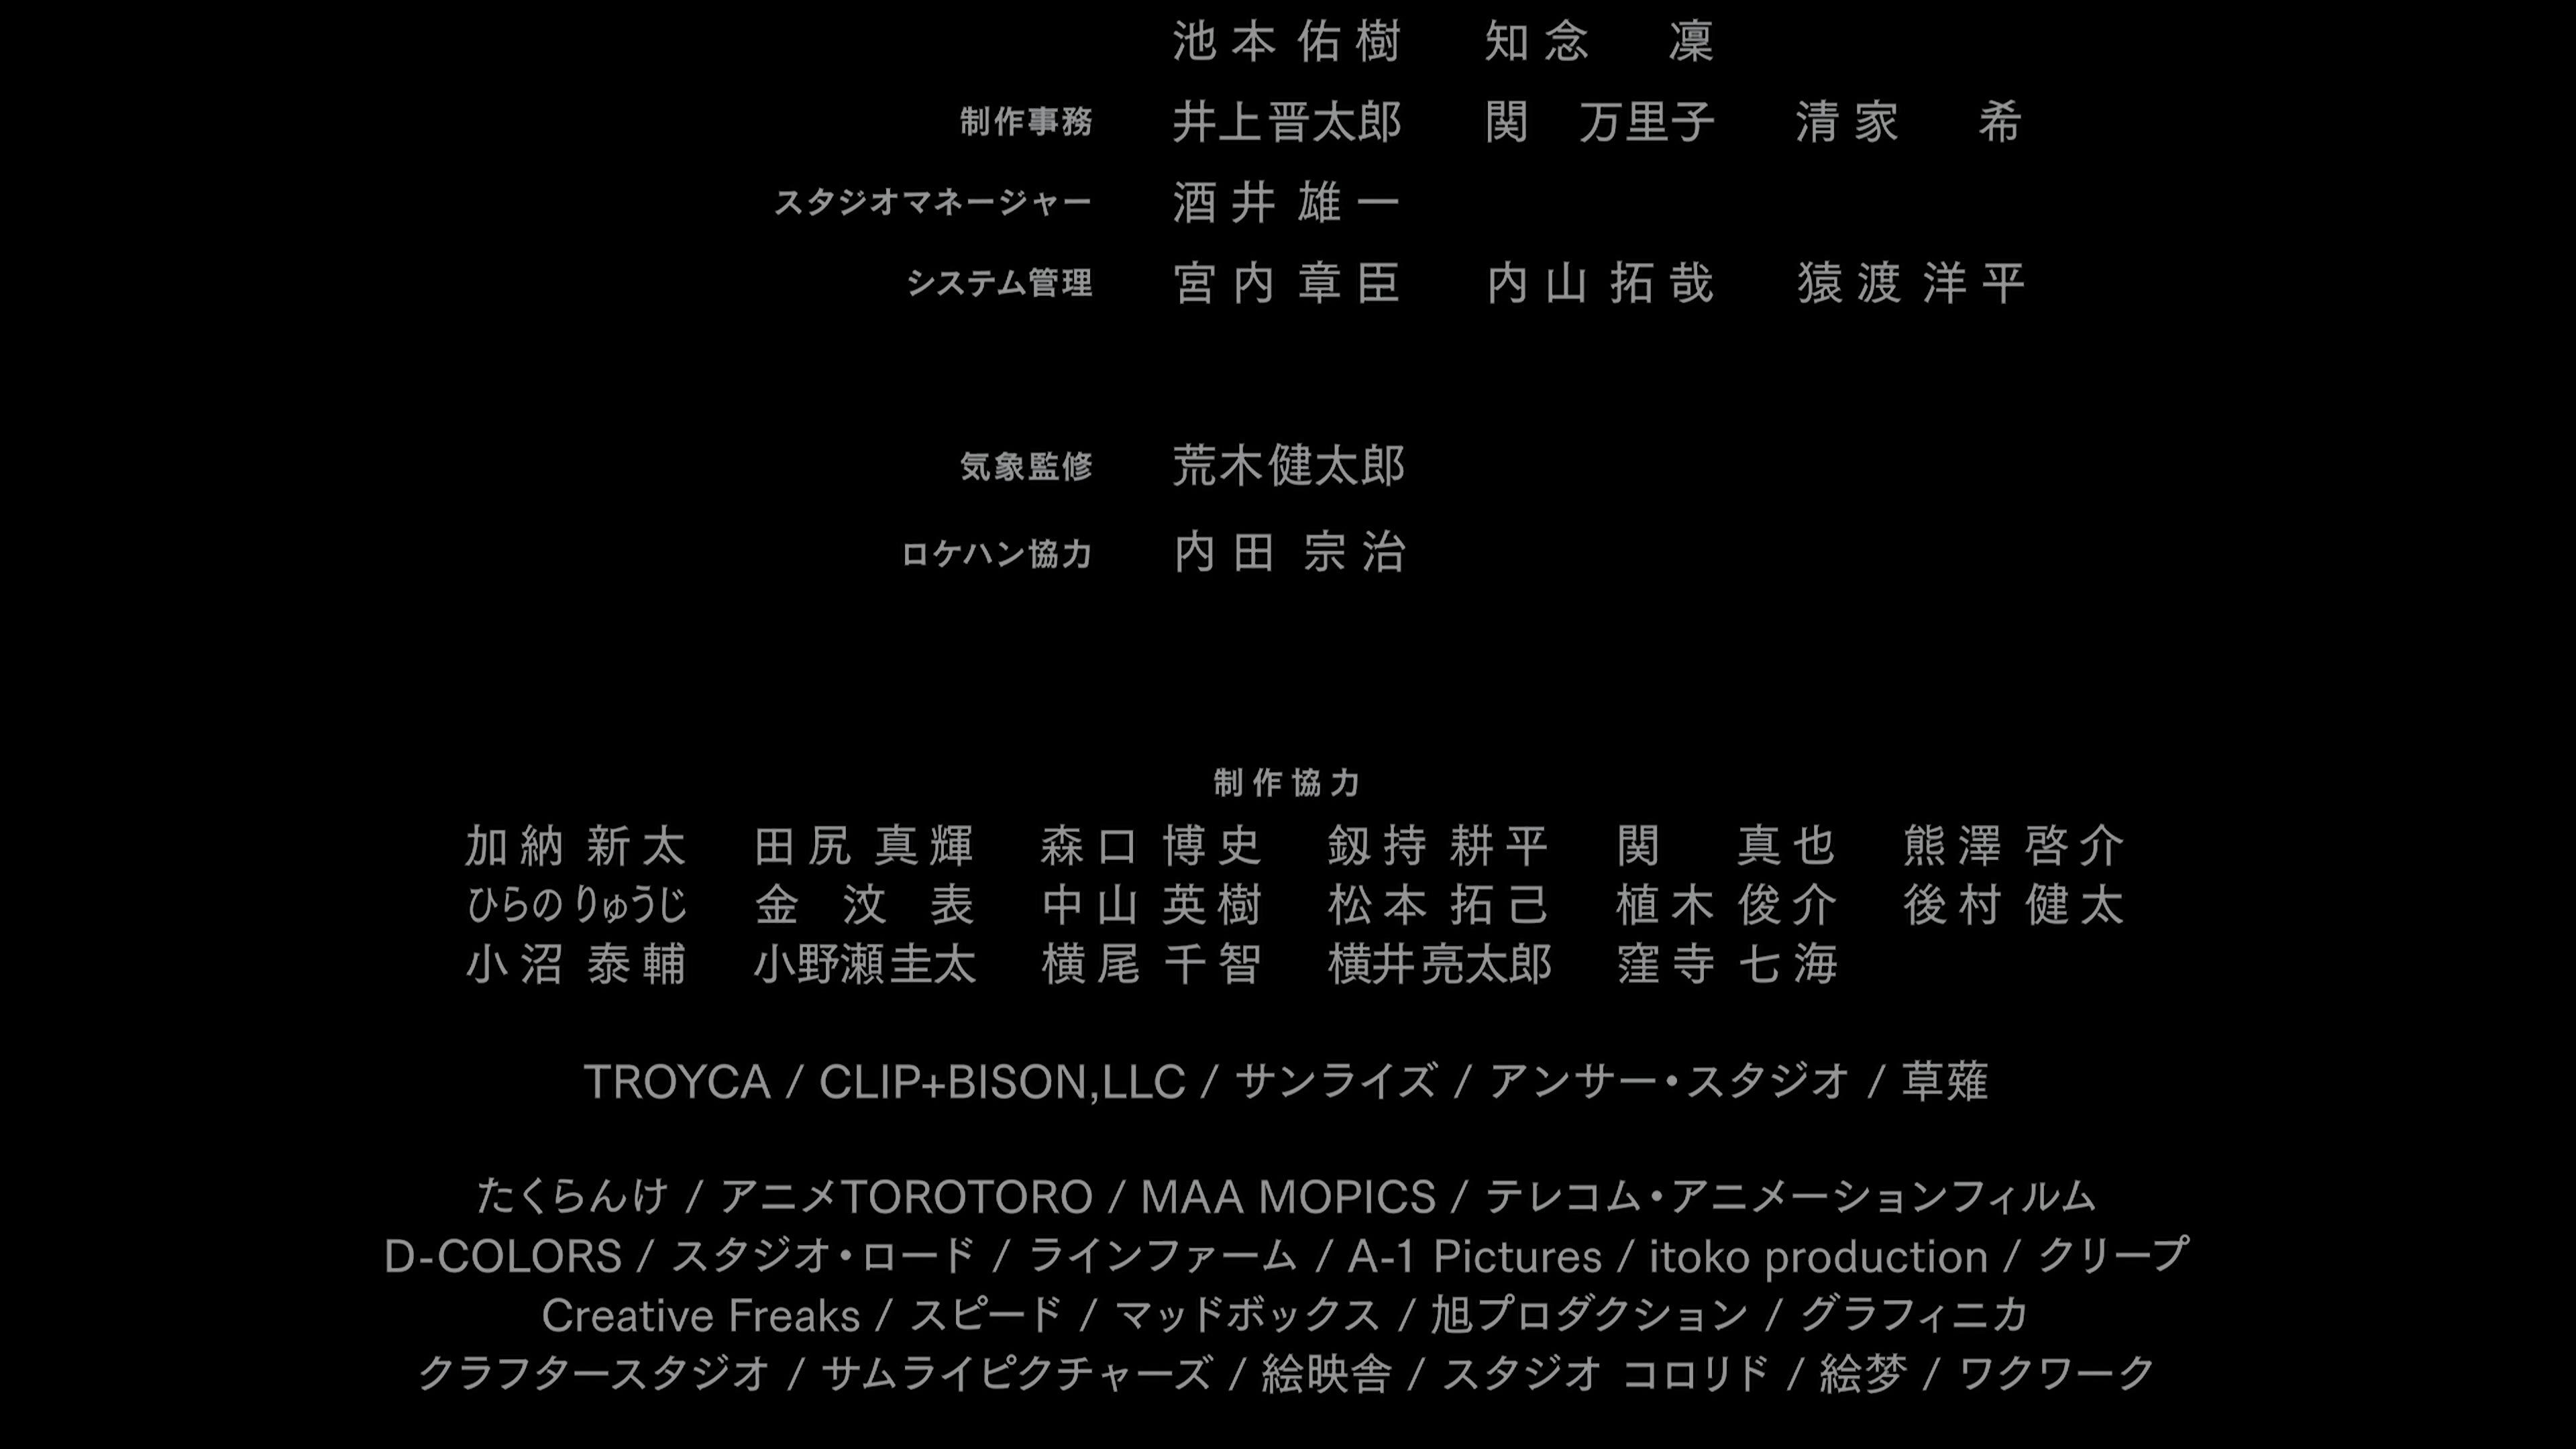 池本 佑樹 知念 凜
制作事務 井上晋太郎 関 万里子 清家 希
スタジオマネージャー 酒井 雄一
システム管理 宮内 章臣 内山 拓哉 猿渡 洋平
気象監修 荒木健太郎
ロケハン協力 内田 宗治
制作協力
加納 新太 田尻 真輝 森口 博史 釼持 耕平 関 真也 熊澤 啓介
ひらの りゅうじ 金 汶 表 中山 英樹 松本 拓己 植木 俊介 後村 健太
小沼 泰輔 小野瀬圭太 横尾 千智 横井亮太郎 窪寺 七海
TROYCA / CLIP+BISON,LLC / サンライズ / アンサー・スタジオ / 草薙
たくらんけ / アニメTOROTORO / MAA MOPICS / テレコム・アニメーションフィルム
D-COLORS / スタジオ・ロード / ラインファーム / A-1 Pictures / itoko production / クリープ
Creative Freaks / スピード / マッドボックス / 旭プロダクション / グラフィニカ
クラフタースタジオ / サムライピクチャーズ / 絵映舎 / スタジオ コロリド / 絵梦 / ワクワーク